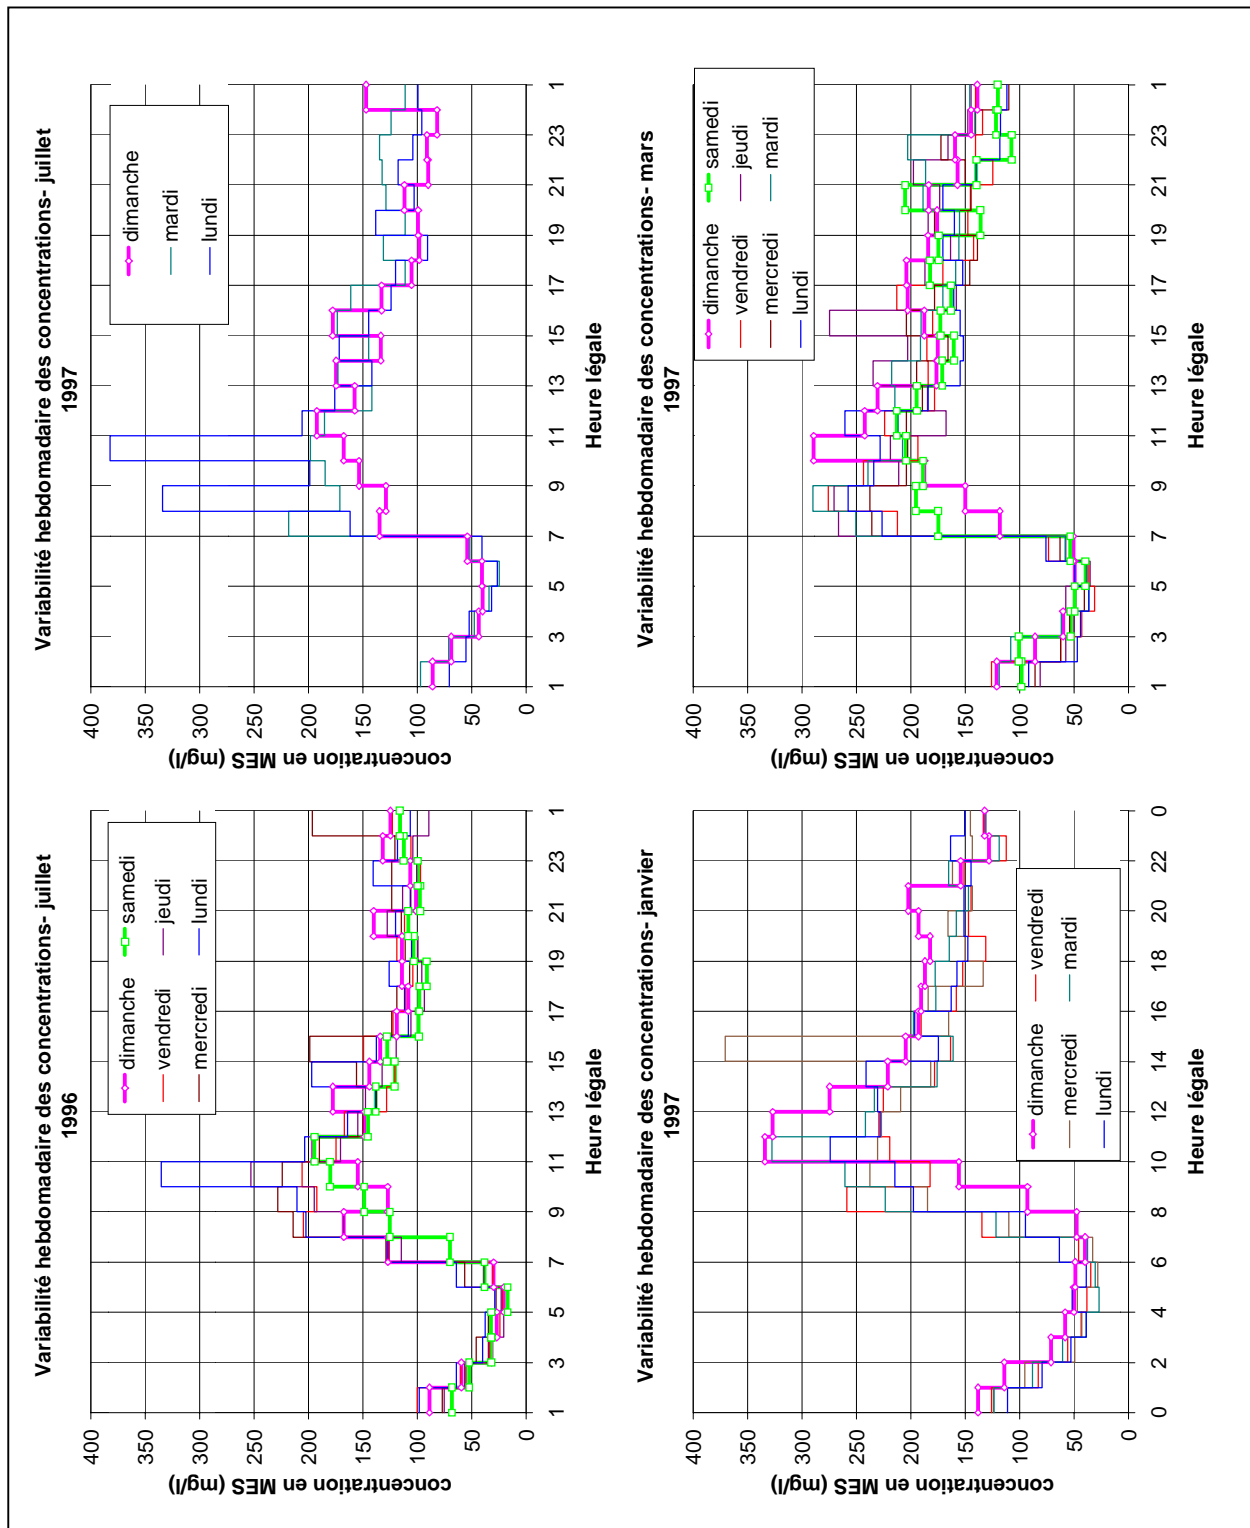 Variabilité hebdomadaire des concentrations- juillet
1996
concentration en MES (mg/l)
400
350
300
250
200
150
100
50
0
1 3 5 7 9 11 13 15 17 19 21 23 1
Heure légale
dimanche samedi
vendredi jeudi
mercredi lundi
Variabilité hebdomadaire des concentrations- juillet
1997
concentration en MES (mg/l)
400
350
300
250
200
150
100
50
0
1 3 5 7 9 11 13 15 17 19 21 23 1
Heure légale
dimanche
mardi
lundi
Variabilité hebdomadaire des concentrations- janvier
1997
concentration en MES (mg/l)
400
350
300
250
200
150
100
50
0
0 2 4 6 8 10 12 14 16 18 20 22 0
Heure légale
dimanche vendredi
mercredi mardi
lundi
Variabilité hebdomadaire des concentrations- mars
1997
concentration en MES (mg/l)
400
350
300
250
200
150
100
50
0
1 3 5 7 9 11 13 15 17 19 21 23 1
Heure légale
dimanche samedi
vendredi jeudi
mercredi mardi
lundi